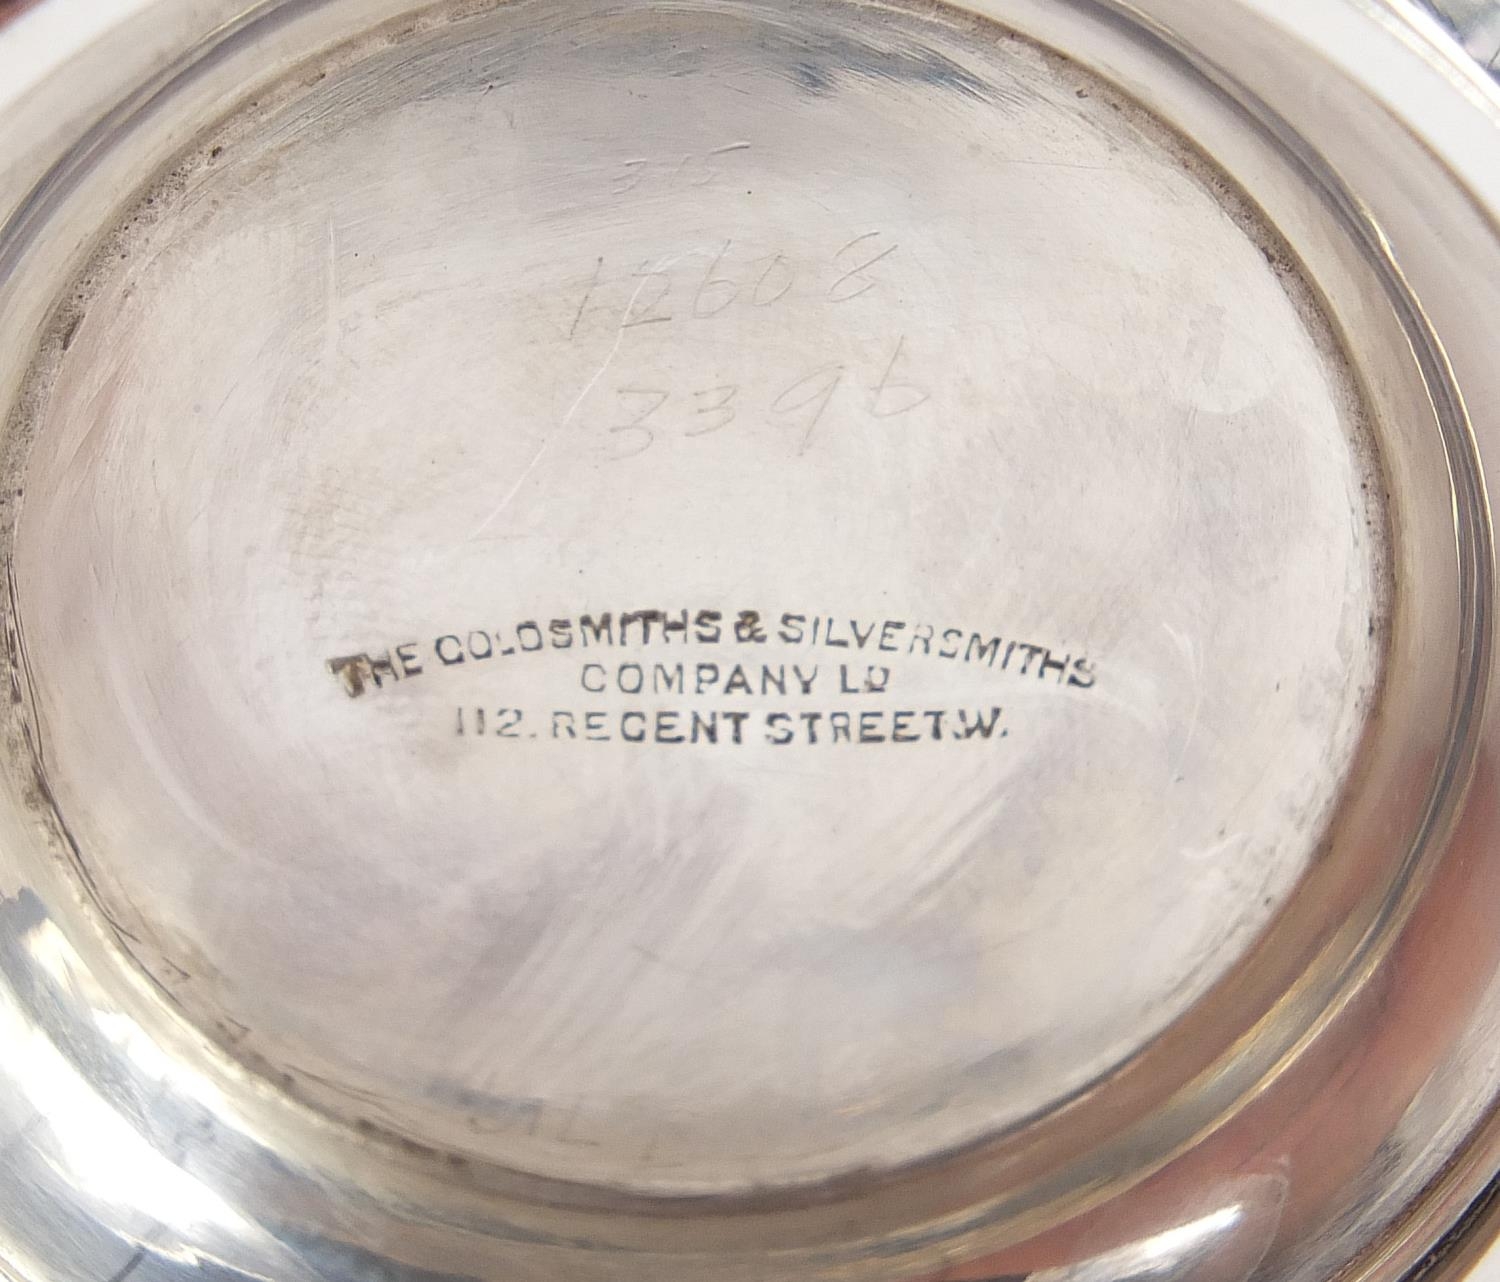 315
12608
3396
THE GOLDSMITHS & SILVERSMITHS
COMPANY LD
112. REGENT STREET.W.